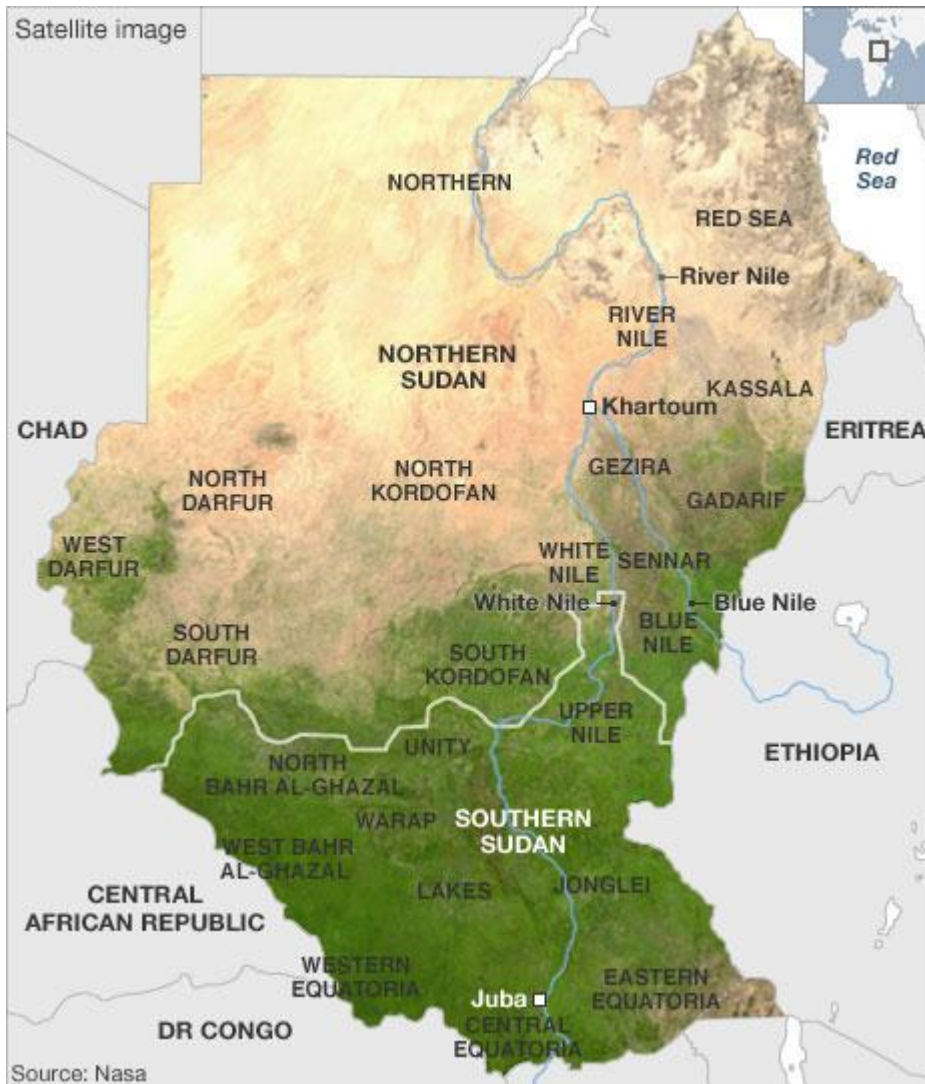 Satellite image
Red
Sea
NORTHERN
RED SEA
River Nile
RIVER
NILE
NORTHERN
SUDAN
KASSALA
Khartoum
CHAD
ERITREA
GEZIRA
NORTH
DARFUR
NORTH
KORDOFAN
GADARIF
WEST
DARFUR
WHITE
NILE
SENNAR
White Nile
Blue Nile
BLUE
NILE
SOUTH
DARFUR
SOUTH
KORDOFAN
UPPER
NILE
UNITY
ETHIOPIA
NORTH
BAHR AL-GHAZAL
WARAP
SOUTHERN
SUDAN
WEST BAHR
AL-GHAZAL
LAKES
JONGLEI
CENTRAL
AFRICAN REPUBLIC
WESTERN
EQUATORIA
EASTERN
EQUATORIA
Juba
DR CONGO
CENTRAL
EQUATORIA
Source: Nasa